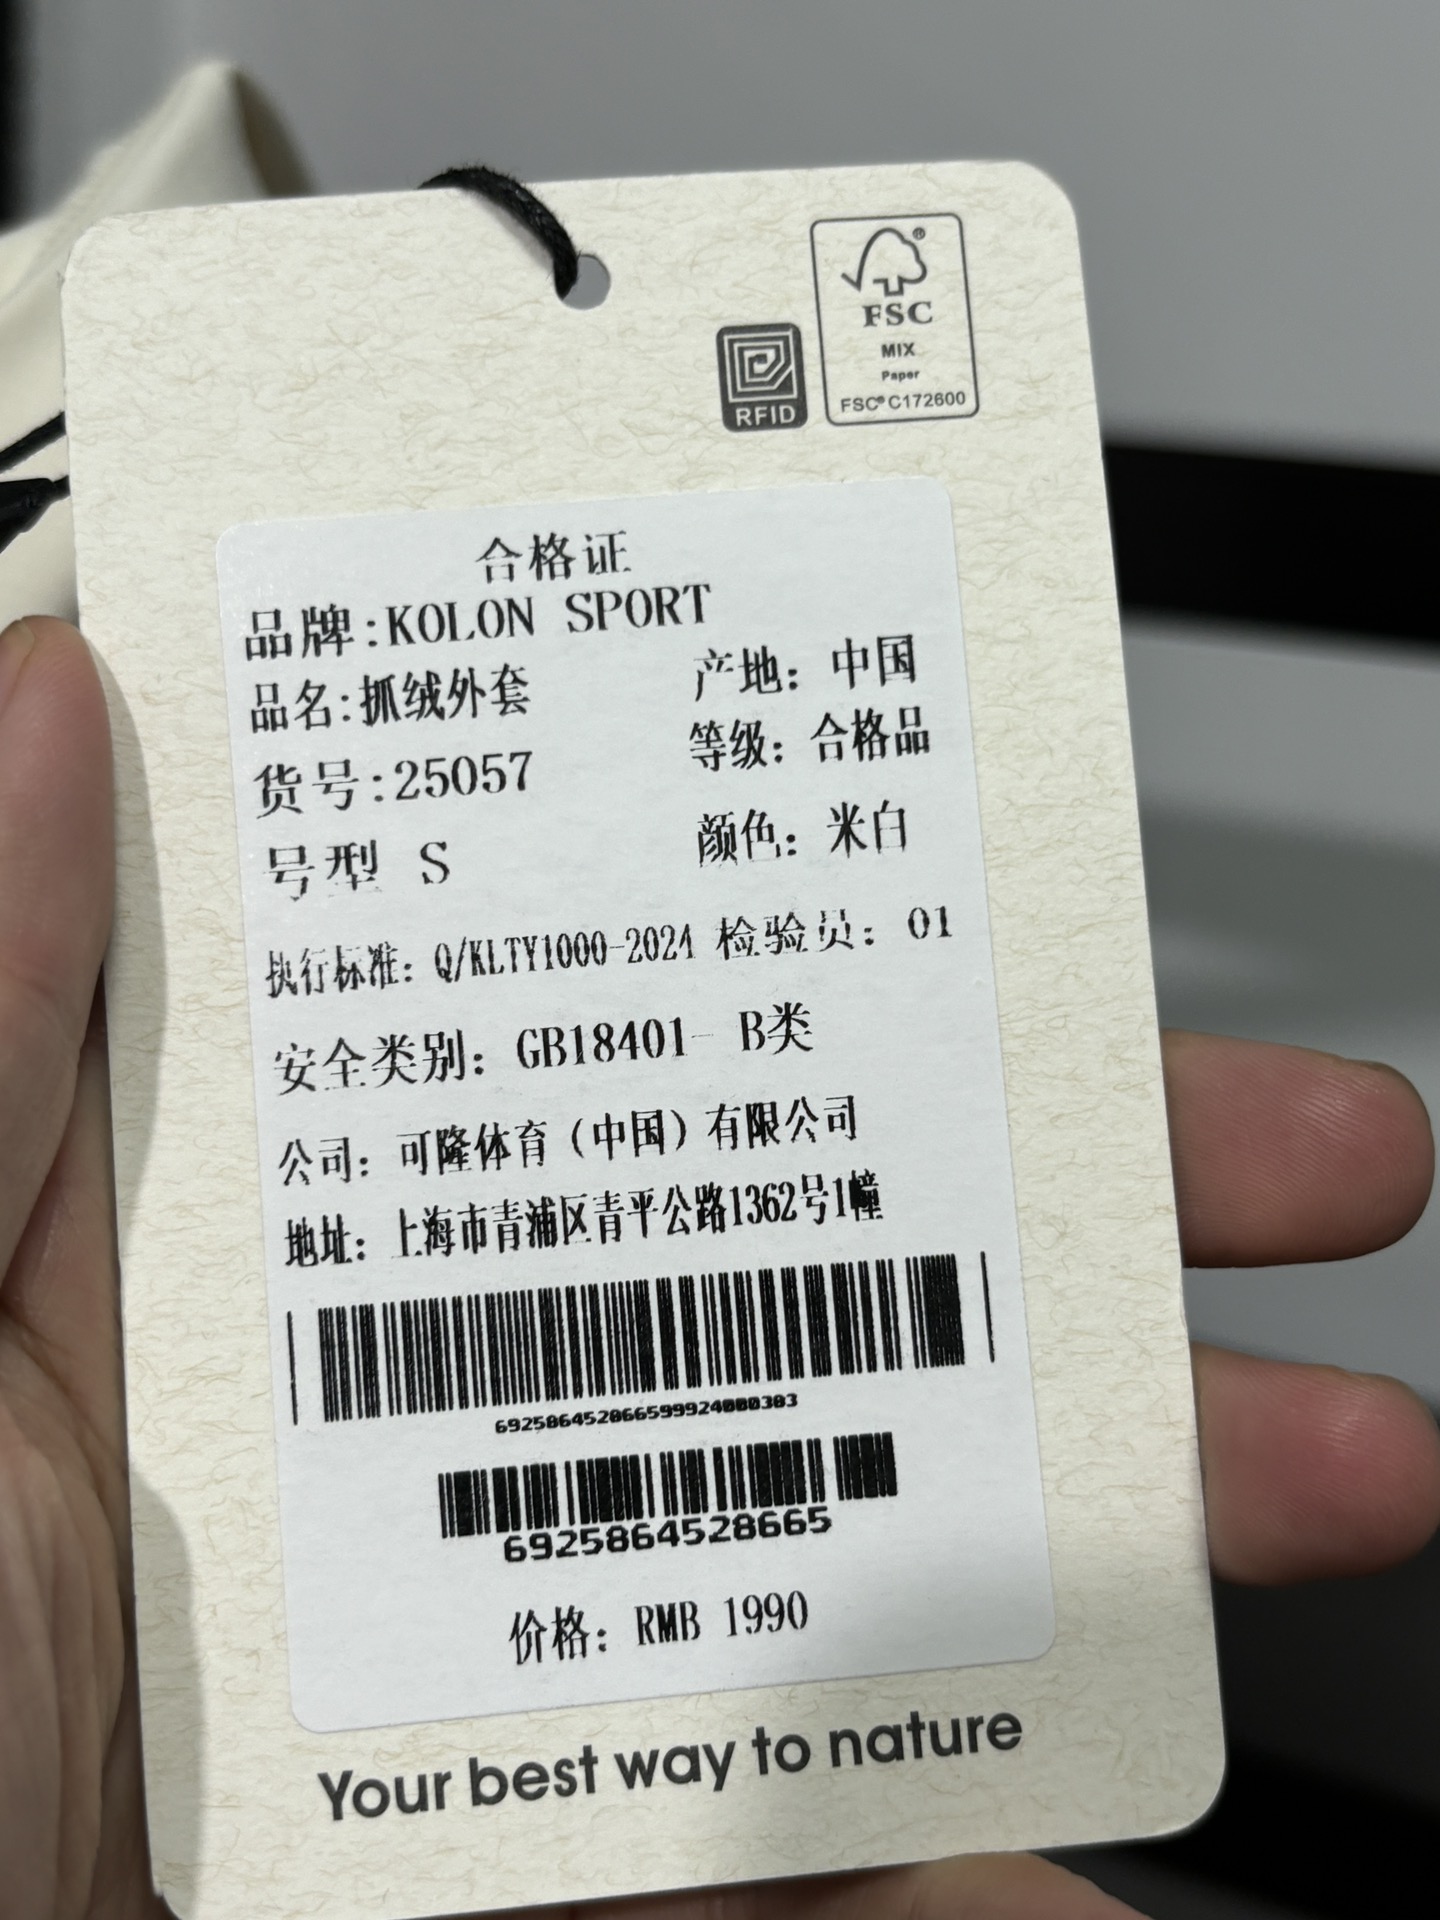 FSC
MIX
Paper
FSC® C172600
RFID
合格证
品牌:KOLON SPORT
品名:抓绒外套 产地: 中国
货号:25057 等级: 合格品
号型 S 颜色: 米白
执行标准: Q/KLTY1000-2024 检验员: 01
安全类别: GB18401- B类
公司: 可隆体育(中国)有限公司
地址: 上海市青浦区青平公路1362号1幢
692586452866599924000303
6925864528665
价格: RMB 1990
Your best way to nature